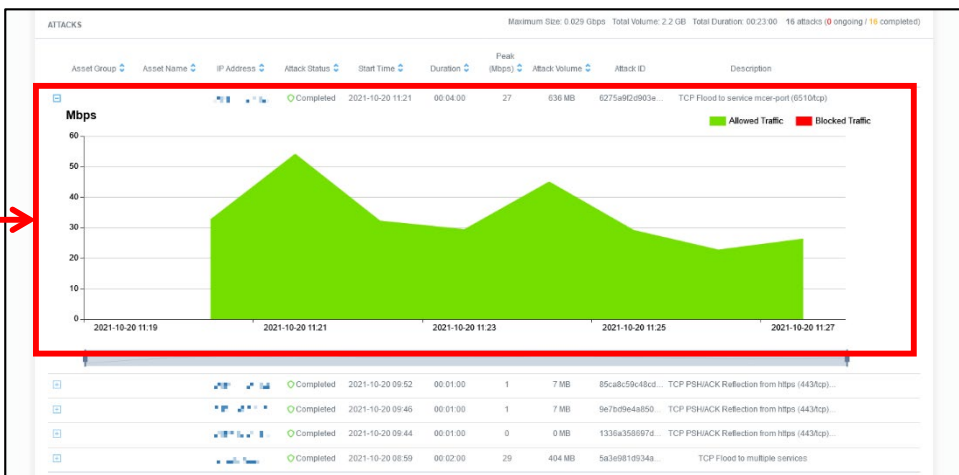 ATTACKS
Maximum Size: 0.029 Gbps Total Volume: 2.2 GB Total Duration: 00:23:00 16 attacks (0 ongoing / 16 completed)
Asset Group Asset Name IP Address Attack Status Start Time Duration Peak (Mbps) Attack Volume Attack ID Description
Completed 2021-10-20 11:21 00:04:00 27 636 MB 6275a9f2d903e... TCP Flood to service mcer-port (6510/tcp)
Mbps
Allowed Traffic Blocked Traffic
60
50
40
30
20
10
0
2021-10-20 11:19 2021-10-20 11:21 2021-10-20 11:23 2021-10-20 11:25 2021-10-20 11:27
Completed 2021-10-20 09:52 00:01:00 1 7 MB 85ca8c59c48cd... TCP PSH/ACK Reflection from https (443/tcp)...
Completed 2021-10-20 09:46 00:01:00 1 7 MB 9e7bd9e4a850... TCP PSH/ACK Reflection from https (443/tcp)...
Completed 2021-10-20 09:44 00:01:00 0 0 MB 1336a358697d... TCP PSH/ACK Reflection from https (443/tcp)...
Completed 2021-10-20 08:59 00:02:00 29 404 MB 5a3e981d934a... TCP Flood to multiple services